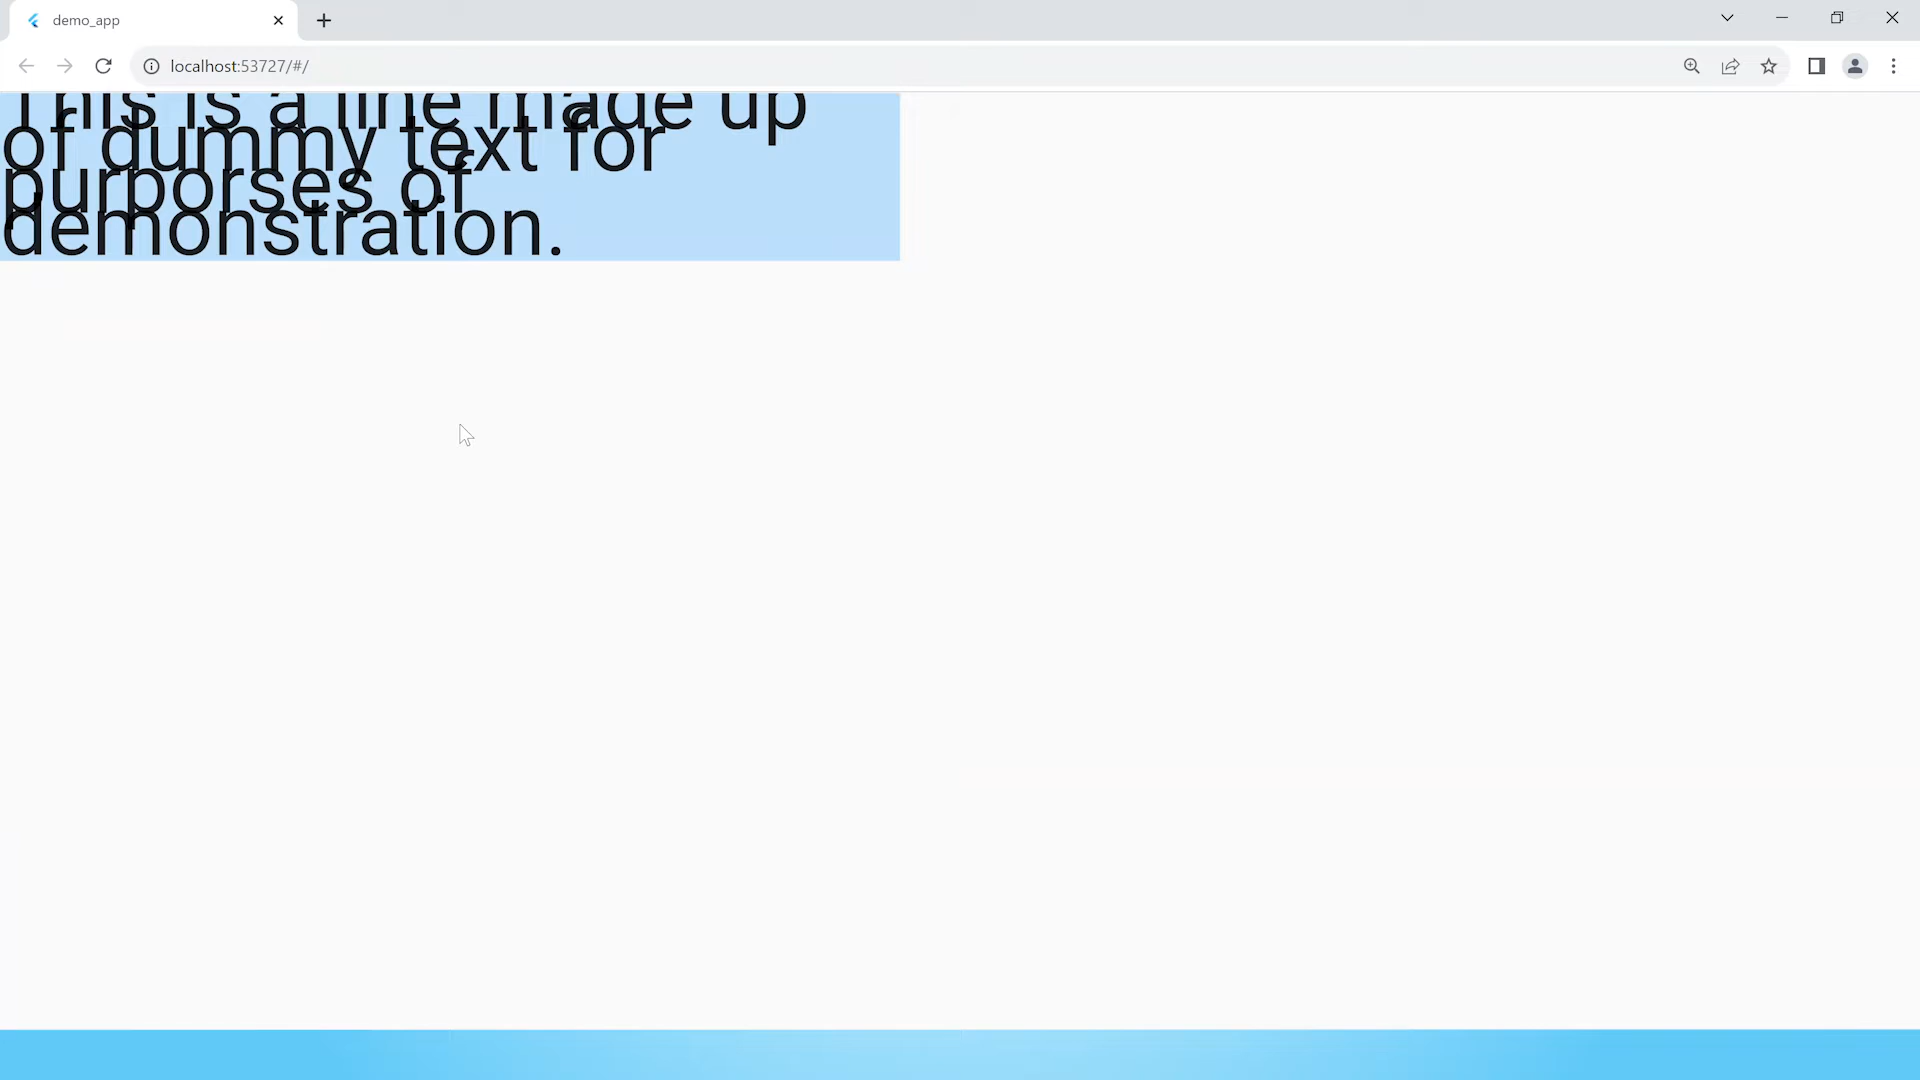 demo_app
localhost:53727/#/
This is a line made up
of dummy text for
purporses of
demonstration.